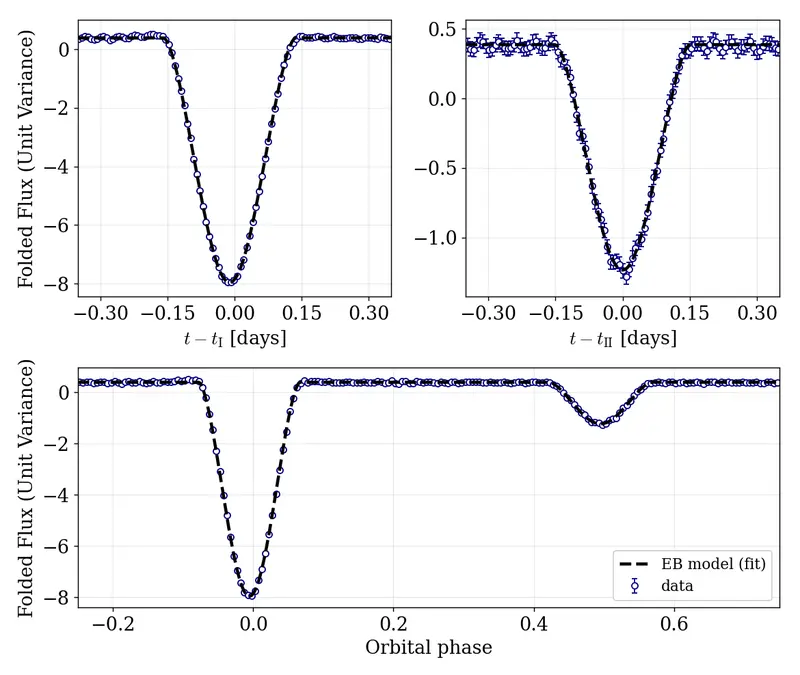 Folded Flux (Unit Variance)
0
−2
−4
−6
−8
−0.30 −0.15 0.00 0.15 0.30
t − tI [days]
0.5
0.0
−0.5
−1.0
−0.30 −0.15 0.00 0.15 0.30
t − tII [days]
Folded Flux (Unit Variance)
0
−2
−4
−6
−8
EB model (fit)
data
−0.2 0.0 0.2 0.4 0.6
Orbital phase